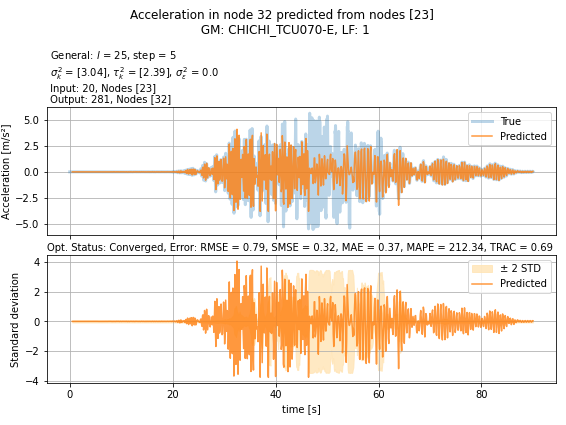 Acceleration in node 32 predicted from nodes [23]
GM: CHICHI_TCU070-E, LF: 1
General: l = 25, step = 5
σ²ₖ = [3.04], τ²ₖ = [2.39], σ²ε = 0.0
Input: 20, Nodes [23]
Output: 281, Nodes [32]
Acceleration [m/s²]
5.0
2.5
0.0
−2.5
−5.0
True
Predicted
Opt. Status: Converged, Error: RMSE = 0.79, SMSE = 0.32, MAE = 0.37, MAPE = 212.34, TRAC = 0.69
Standard deviation
4
2
0
−2
−4
± 2 STD
Predicted
0 20 40 60 80
time [s]